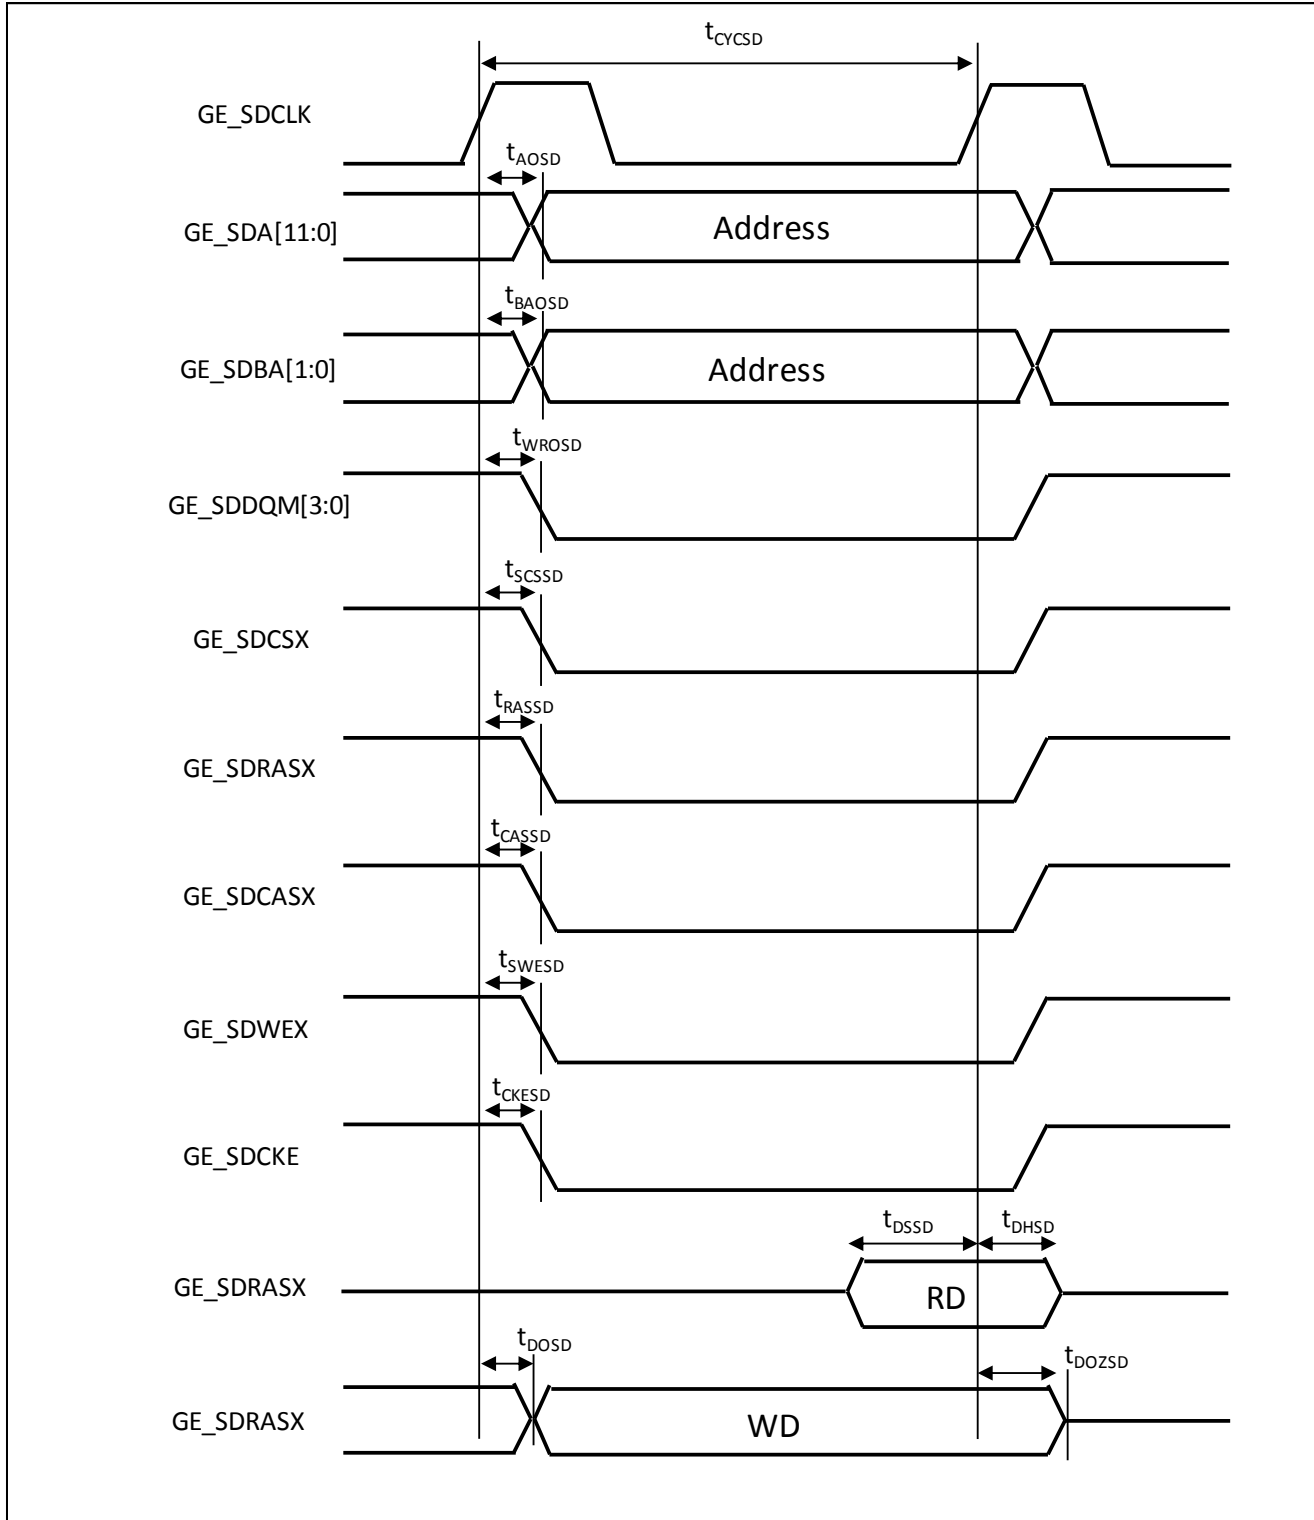 tCYCSD
GE_SDCLK
tAOSD
GE_SDA[11:0]
Address
tBAOSD
GE_SDBA[1:0]
Address
tWROSD
GE_SDDQM[3:0]
tSCSSD
GE_SDCSX
tRASSD
GE_SDRASX
tCASSD
GE_SDCASX
tSWESD
GE_SDWEX
tCKESD
GE_SDCKE
tDSSD tDHSD
GE_SDRASX
RD
tDOSD
tDOZSD
GE_SDRASX
WD